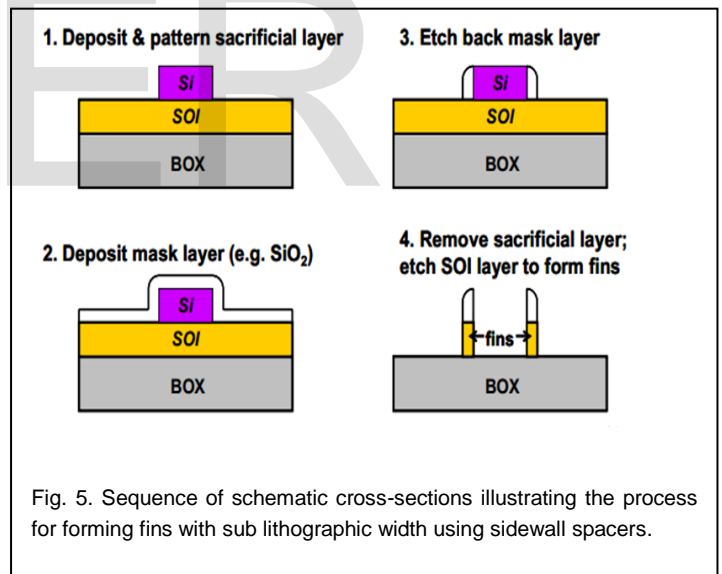 1. Deposit & pattern sacrificial layer
Si
SOI
BOX
2. Deposit mask layer (e.g. SiO₂)
Si
SOI
BOX
3. Etch back mask layer
Si
SOI
BOX
4. Remove sacrificial layer;
etch SOI layer to form fins
fins
BOX
Fig. 5. Sequence of schematic cross-sections illustrating the process
for forming fins with sub lithographic width using sidewall spacers.
ER